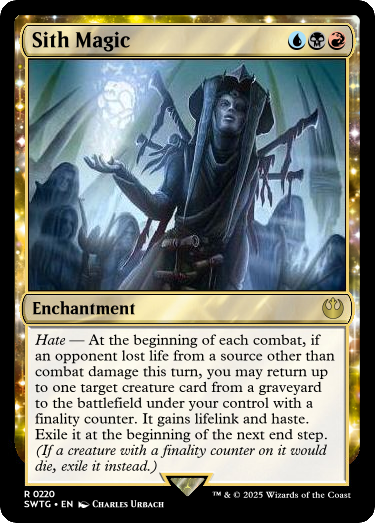 Sith Magic
Enchantment
Hate — At the beginning of each combat, if
an opponent lost life from a source other than
combat damage this turn, you may return up
to one target creature card from a graveyard
to the battlefield under your control with a
finality counter. It gains lifelink and haste.
Exile it at the beginning of the next end step.
(If a creature with a finality counter on it would
die, exile it instead.)
R 0220
SWTG • EN Charles Urbach
™ & © 2025 Wizards of the Coast